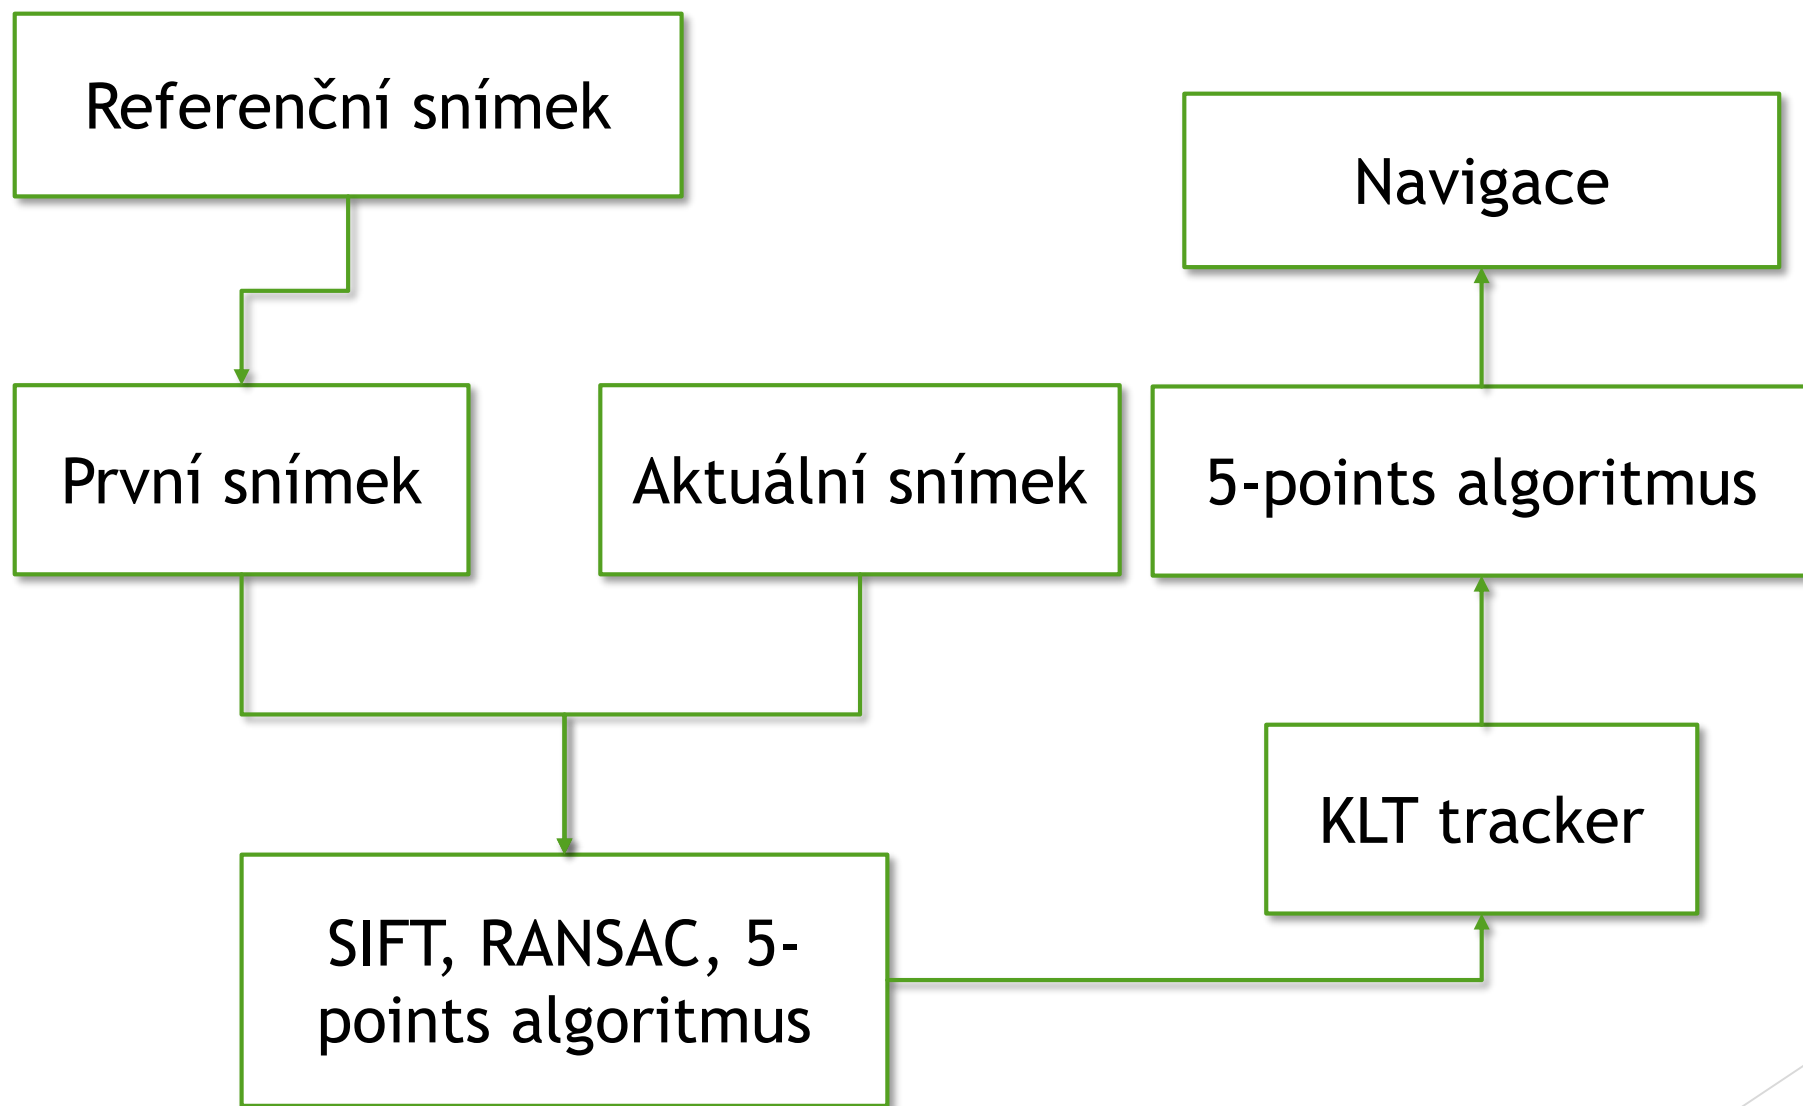 Referenční snímek
Navigace
První snímek
Aktuální snímek
5-points algoritmus
KLT tracker
SIFT, RANSAC, 5-
points algoritmus